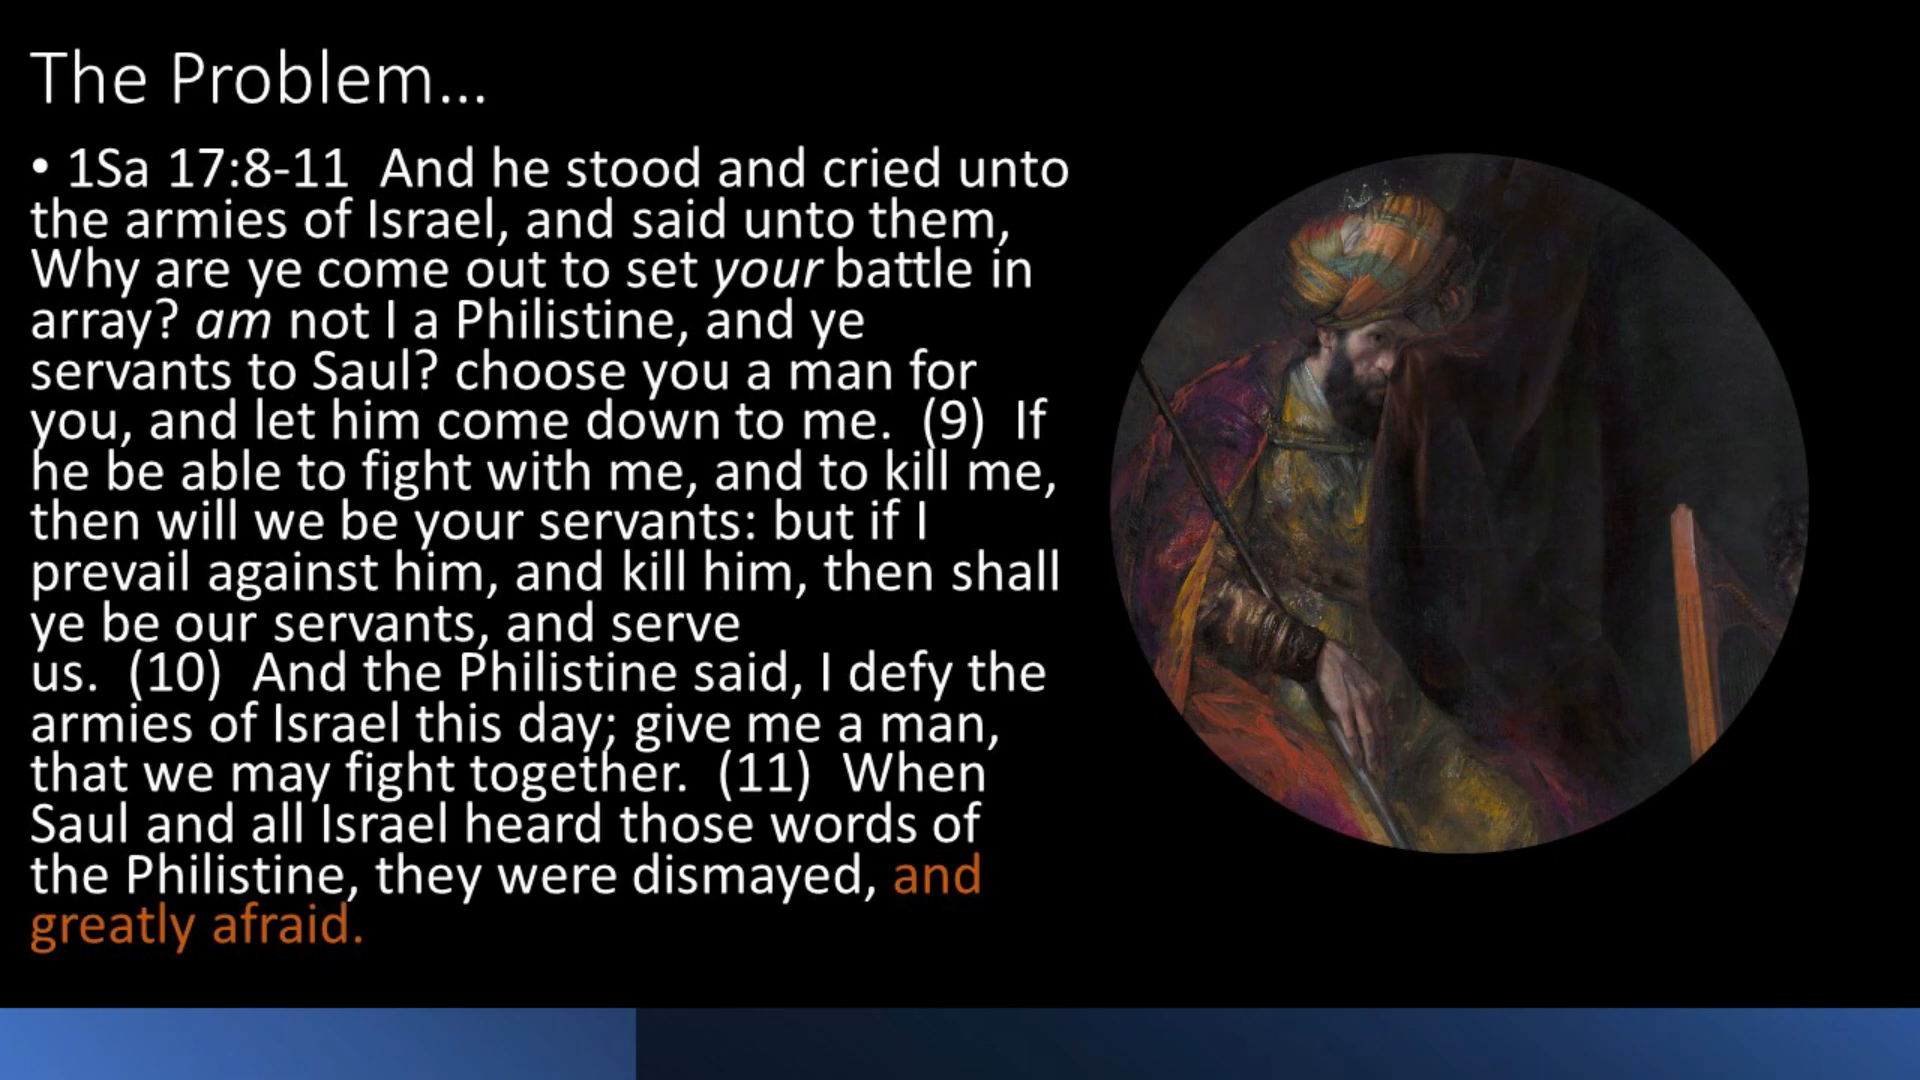 The Problem...
• 1Sa 17:8-11  And he stood and cried unto
the armies of Israel, and said unto them,
Why are ye come out to set your battle in
array? am not I a Philistine, and ye
servants to Saul? choose you a man for
you, and let him come down to me.  (9)  If
he be able to fight with me, and to kill me,
then will we be your servants: but if I
prevail against him, and kill him, then shall
ye be our servants, and serve
us.  (10)  And the Philistine said, I defy the
armies of Israel this day; give me a man,
that we may fight together.  (11)  When
Saul and all Israel heard those words of
the Philistine, they were dismayed, and
greatly afraid.